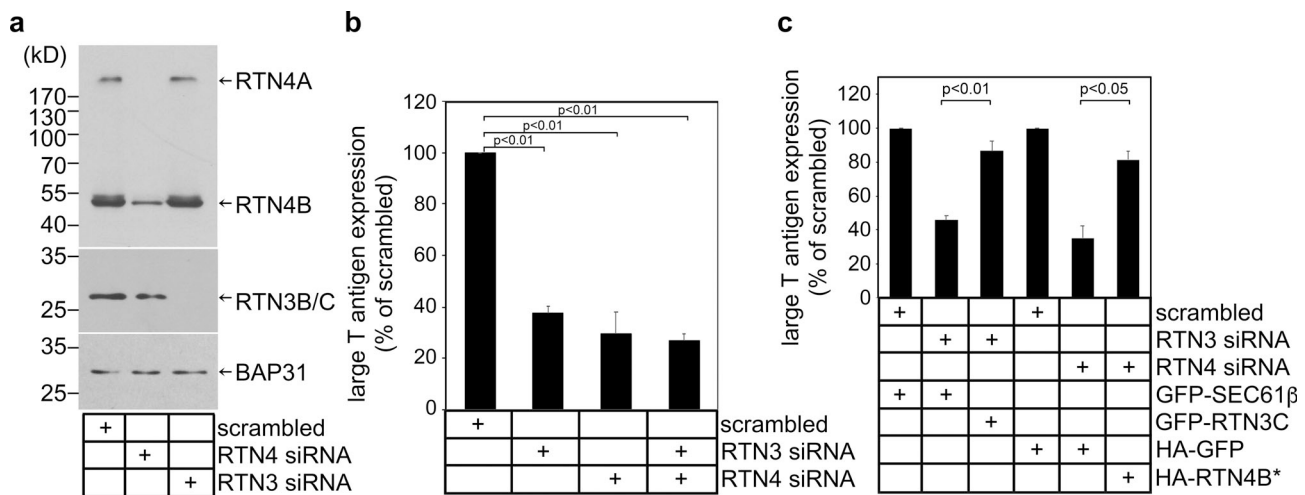 a
(kD)
170
130
100
70
55
40
35
25
35
25
←RTN4A
←RTN4B
←RTN3B/C
←BAP31
+ scrambled
+ RTN4 siRNA
+ RTN3 siRNA
b
large T antigen expression
(% of scrambled)
120
100
80
60
40
20
0
p<0.01
p<0.01
p<0.01
+
+ + RTN3 siRNA
+ + RTN4 siRNA
c
large T antigen expression
(% of scrambled)
120
100
80
60
40
20
0
p<0.01
p<0.05
+ + scrambled
+ + RTN3 siRNA
+ + RTN4 siRNA
+ + GFP-SEC61β
+ GFP-RTN3C
+ + HA-GFP
+ HA-RTN4B*